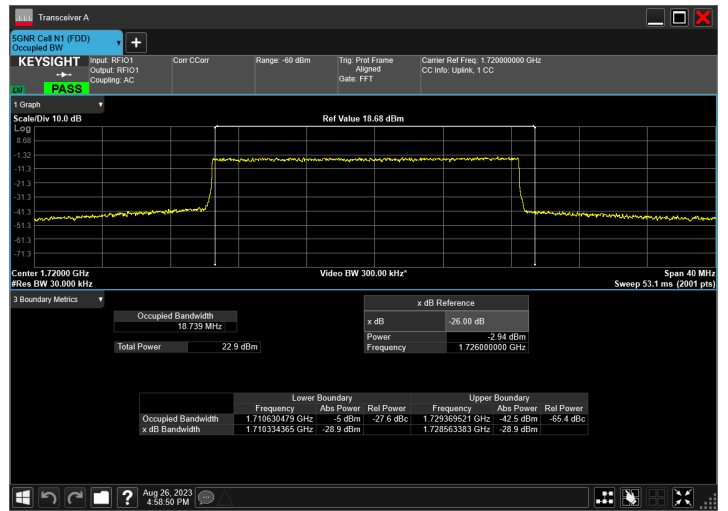 Transceiver A
5GNR Cell N1 (FDD)
Occupied BW
KEYSIGHT
LXI
PASS
Input: RFIO1
Output: RFIO1
Coupling: AC
Corr CCorr
Range: -60 dBm
Trig: Prot Frame
Aligned
Gate: FFT
Carrier Ref Freq: 1.720000000 GHz
CC Info: Uplink, 1 CC
1 Graph
Scale/Div 10.0 dB
Ref Value 18.68 dBm
Log
8.68
-1.32
-11.3
-21.3
-31.3
-41.3
-51.3
-61.3
-71.3
Center 1.72000 GHz
Video BW 300.00 kHz*
Span 40 MHz
#Res BW 30.000 kHz
Sweep 53.1 ms (2001 pts)
3 Boundary Metrics
Occupied Bandwidth
18.739 MHz
Total Power 22.9 dBm
x dB Reference
x dB -26.00 dB
Power -2.94 dBm
Frequency 1.726000000 GHz
Lower Boundary Upper Boundary
Frequency Abs Power Rel Power Frequency Abs Power Rel Power
Occupied Bandwidth 1.710630479 GHz -5 dBm -27.6 dBc 1.729369521 GHz -42.5 dBm -65.4 dBc
x dB Bandwidth 1.710334365 GHz -28.9 dBm 1.728563383 GHz -28.9 dBm
?
Aug 26, 2023
4:58:50 PM